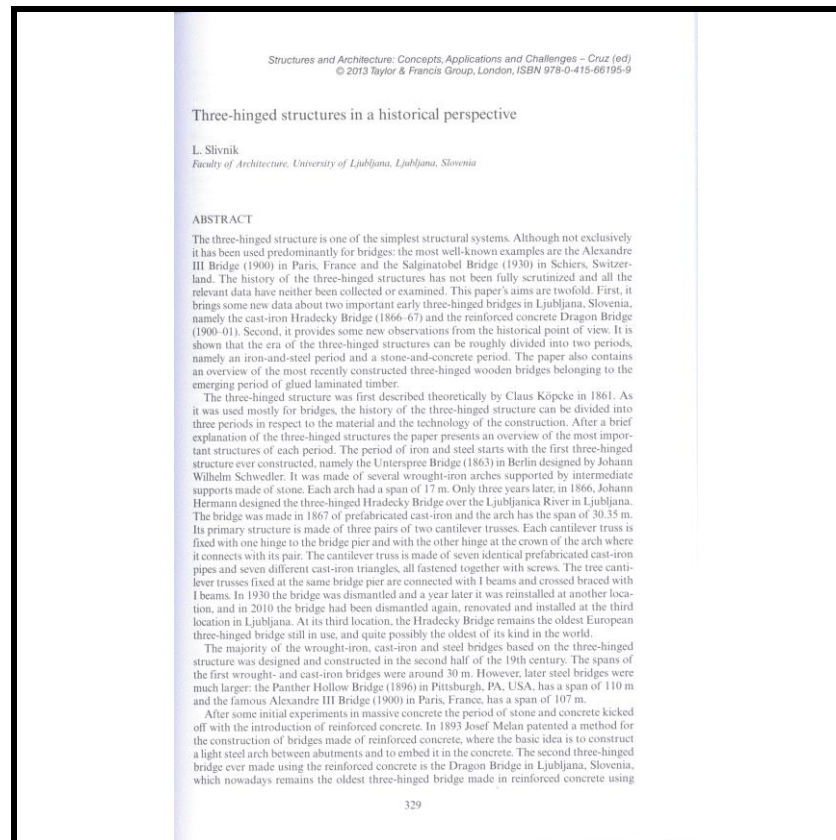 Structures and Architecture: Concepts, Applications and Challenges – Cruz (ed)
© 2013 Taylor & Francis Group, London, ISBN 978-0-415-66195-9
Three-hinged structures in a historical perspective
L. Slivnik
Faculty of Architecture, University of Ljubljana, Ljubljana, Slovenia
ABSTRACT
The three-hinged structure is one of the simplest structural systems. Although not exclusively
it has been used predominantly for bridges: the most well-known examples are the Alexandre
III Bridge (1900) in Paris, France and the Salginatobel Bridge (1930) in Schiers, Switzer-
land. The history of the three-hinged structures has not been fully scrutinized and all the
relevant data have neither been collected or examined. This paper's aims are twofold. First, it
brings some new data about two important early three-hinged bridges in Ljubljana, Slovenia,
namely the cast-iron Hradecky Bridge (1866–67) and the reinforced concrete Dragon Bridge
(1900–01). Second, it provides some new observations from the historical point of view. It is
shown that the era of the three-hinged structures can be roughly divided into two periods,
namely an iron-and-steel period and a stone-and-concrete period. The paper also contains
an overview of the most recently constructed three-hinged wooden bridges belonging to the
emerging period of glued laminated timber.
The three-hinged structure was first described theoretically by Claus Köpcke in 1861. As
it was used mostly for bridges, the history of the three-hinged structure can be divided into
three periods in respect to the material and the technology of the construction. After a brief
explanation of the three-hinged structures the paper presents an overview of the most impor-
tant structures of each period. The period of iron and steel starts with the first three-hinged
structure ever constructed, namely the Unterspree Bridge (1863) in Berlin designed by Johann
Wilhelm Schwedler. It was made of several wrought-iron arches supported by intermediate
supports made of stone. Each arch had a span of 17 m. Only three years later, in 1866, Johann
Hermann designed the three-hinged Hradecky Bridge over the Ljubljanica River in Ljubljana.
The bridge was made in 1867 of prefabricated cast-iron and the arch has the span of 30.35 m.
Its primary structure is made of three pairs of two cantilever trusses. Each cantilever truss is
fixed with one hinge to the bridge pier and with the other hinge at the crown of the arch where
it connects with its pair. The cantilever truss is made of seven identical prefabricated cast-iron
pipes and seven different cast-iron triangles, all fastened together with screws. The tree canti-
lever trusses fixed at the same bridge pier are connected with I beams and crossed braced with
I beams. In 1930 the bridge was dismantled and a year later it was reinstalled at another loca-
tion, and in 2010 the bridge had been dismantled again, renovated and installed at the third
location in Ljubljana. At its third location, the Hradecky Bridge remains the oldest European
three-hinged bridge still in use, and quite possibly the oldest of its kind in the world.
The majority of the wrought-iron, cast-iron and steel bridges based on the three-hinged
structure was designed and constructed in the second half of the 19th century. The spans of
the first wrought- and cast-iron bridges were around 30 m. However, later steel bridges were
much larger: the Panther Hollow Bridge (1896) in Pittsburgh, PA, USA, has a span of 110 m
and the famous Alexandre III Bridge (1900) in Paris, France, has a span of 107 m.
After some initial experiments in massive concrete the period of stone and concrete kicked
off with the introduction of reinforced concrete. In 1893 Josef Melan patented a method for
the construction of bridges made of reinforced concrete, where the basic idea is to construct
a light steel arch between abutments and to embed it in the concrete. The second three-hinged
bridge ever made using the reinforced concrete is the Dragon Bridge in Ljubljana, Slovenia,
which nowadays remains the oldest three-hinged bridge made in reinforced concrete using
329